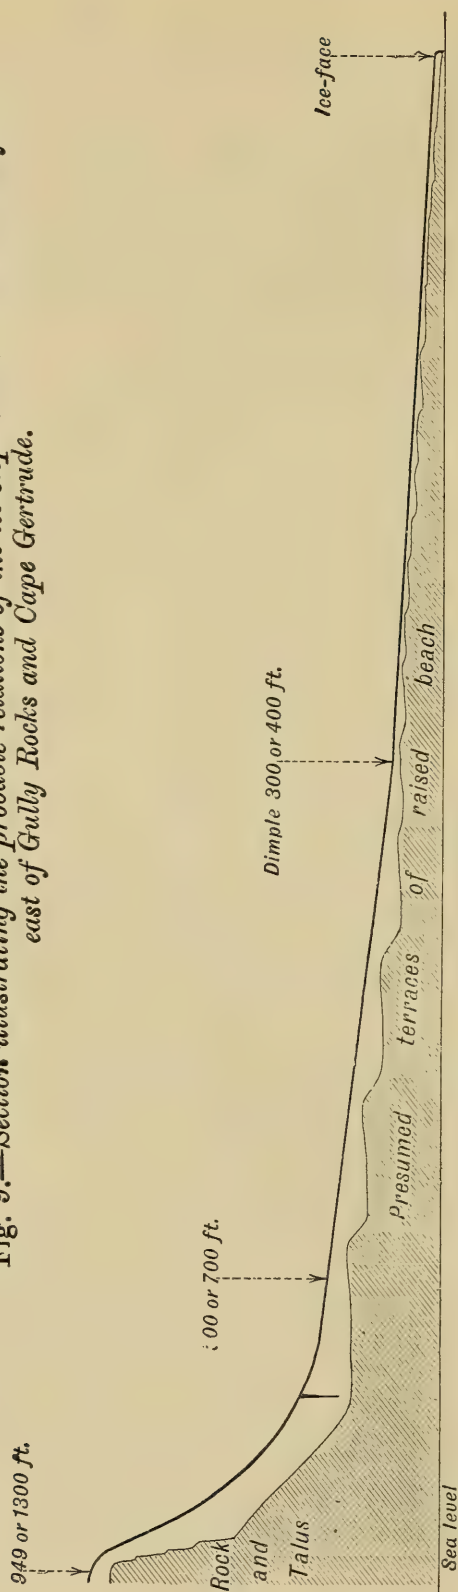 Fig. 9.—Section illustrating the probable relations of the
east of Gully Rocks and Cape Gertrude.
949 or 1300 ft.
00 or 700 ft.
Dimple 300 or 400 ft.
Ice-face
Rock
and
Talus
Presumed terraces of raised beach
Sea level